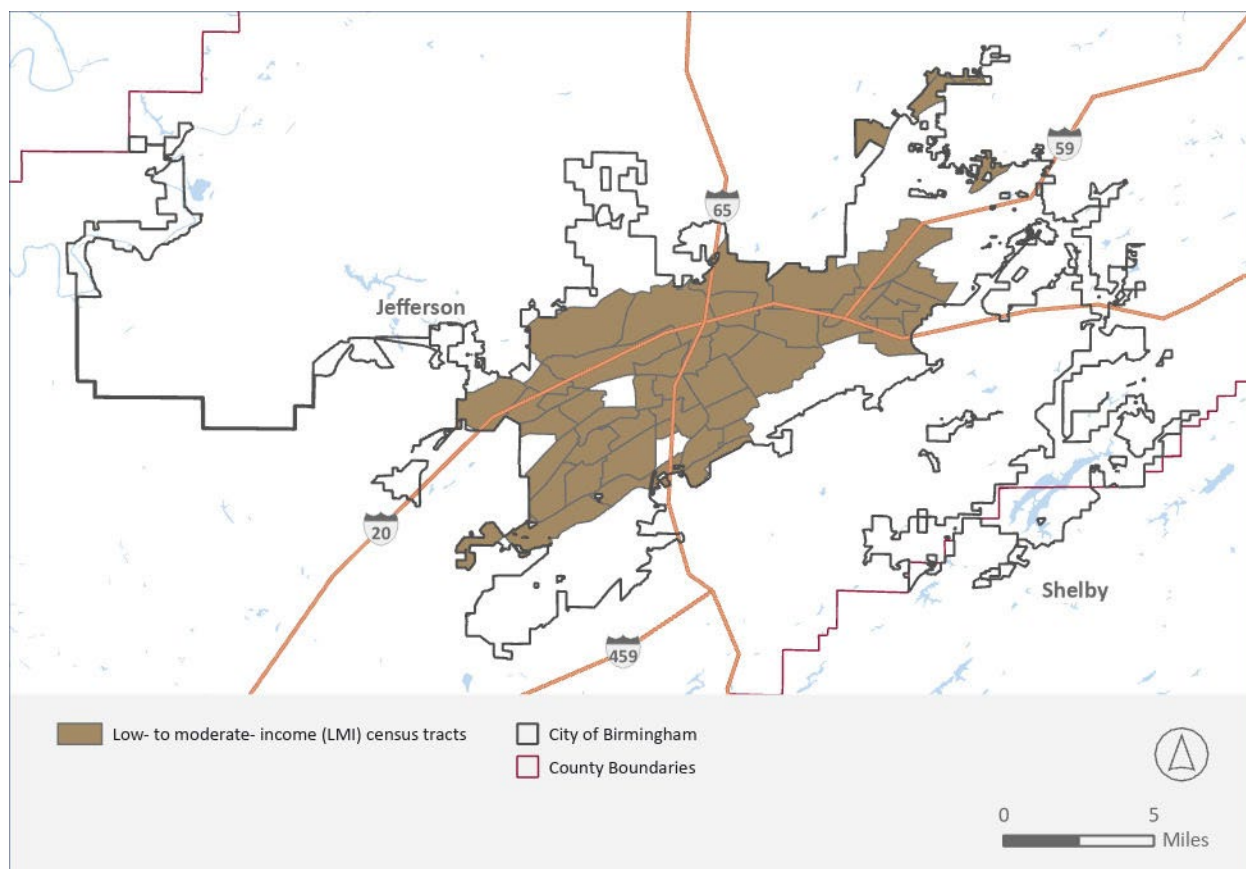 59
65
Jefferson
20
Shelby
459
Low- to moderate- income (LMI) census tracts
City of Birmingham
County Boundaries
0 5
Miles